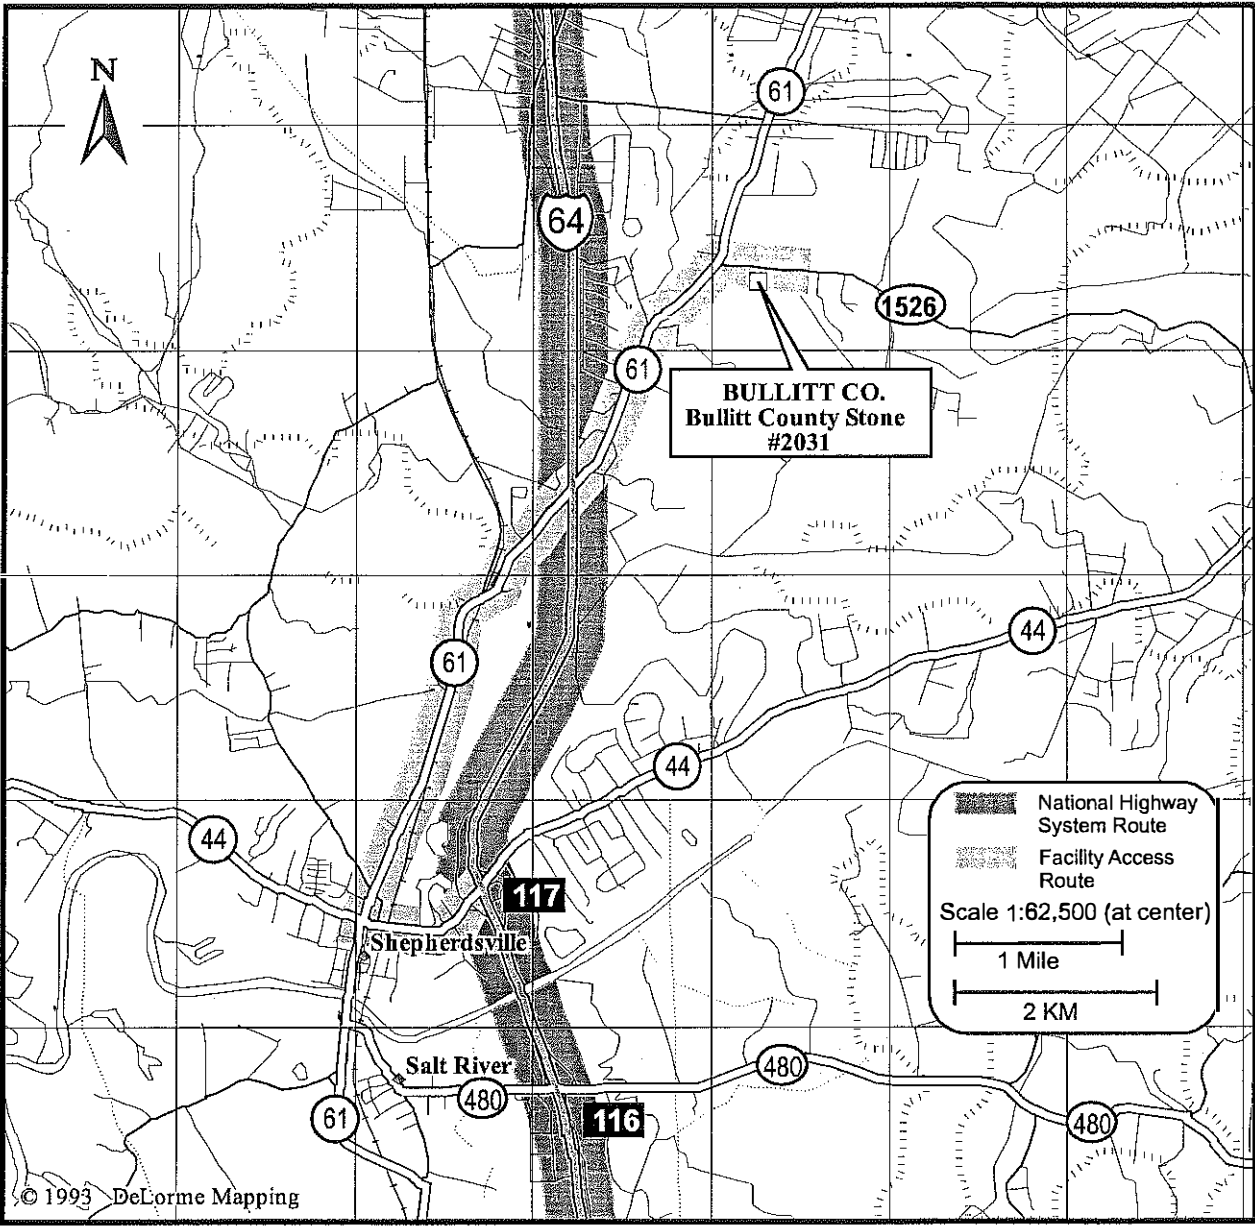 N
61
64
1526
61
BULLITT CO.
Bullitt County Stone
#2031
44
61
44
National Highway
System Route
Facility Access
Route
Scale 1:62,500 (at center)
1 Mile
2 KM
44
117
Shepherdsville
Salt River
480
480
61
116
480
© 1993 DeLorme Mapping